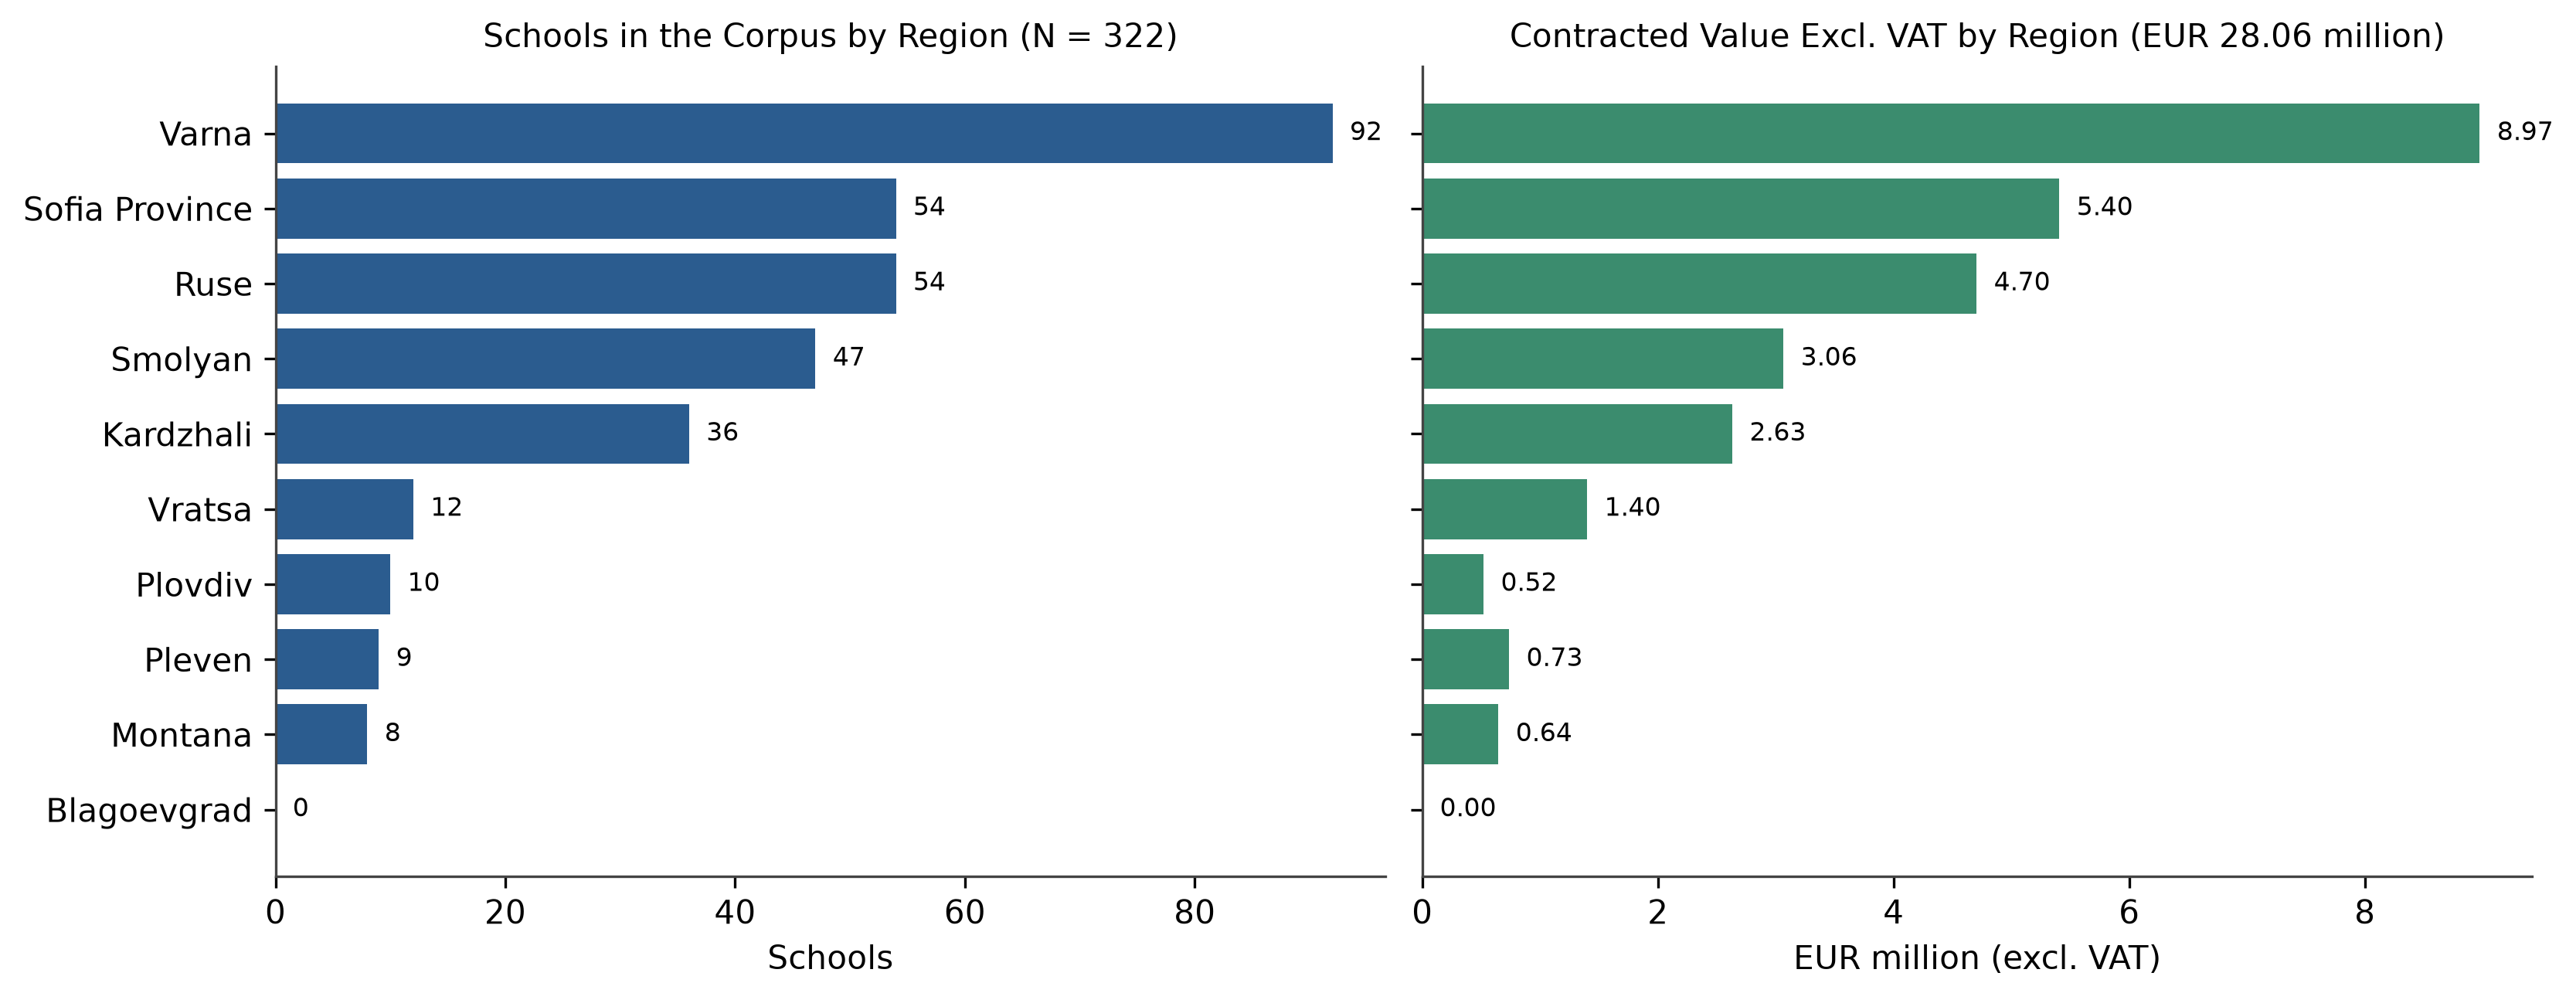 Schools in the Corpus by Region (N = 322)
Varna 92
Sofia Province 54
Ruse 54
Smolyan 47
Kardzhali 36
Vratsa 12
Plovdiv 10
Pleven 9
Montana 8
Blagoevgrad 0
0 20 40 60 80
Schools
Contracted Value Excl. VAT by Region (EUR 28.06 million)
8.97
5.40
4.70
3.06
2.63
1.40
0.52
0.73
0.64
0.00
0 2 4 6 8
EUR million (excl. VAT)